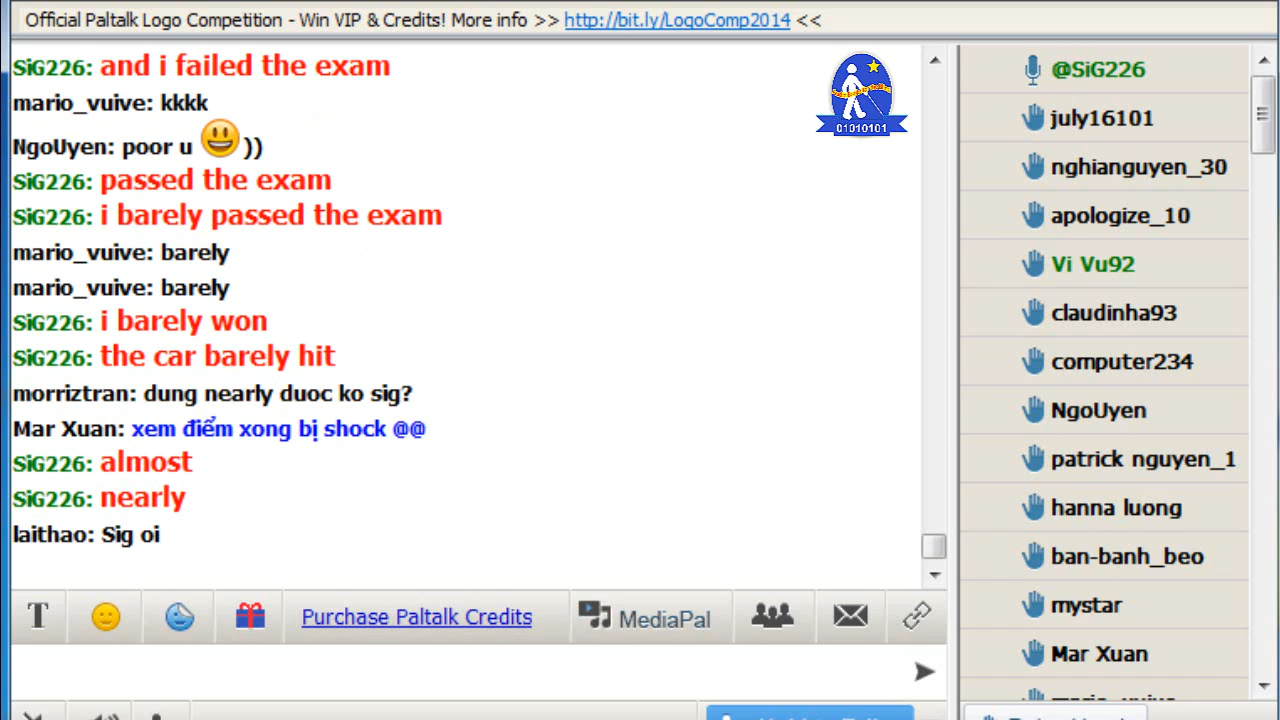 Official Paltalk Logo Competition - Win VIP & Credits! More info >> http://bit.ly/LogoComp2014 <<
SiG226: and i failed the exam
mario_vuive: kkkk
NgoUyen: poor u 😃 ))
SiG226: passed the exam
SiG226: i barely passed the exam
mario_vuive: barely
mario_vuive: barely
SiG226: i barely won
SiG226: the car barely hit
morriztran: dung nearly duoc ko sig?
Mar Xuan: xem điểm xong bị shock @@
SiG226: almost
SiG226: nearly
laithao: Sig oi
01010101
T
Purchase Paltalk Credits
MediaPal
@SiG226
july16101
nghianguyen_30
apologize_10
Vi Vu92
claudinha93
computer234
NgoUyen
patrick nguyen_1
hanna luong
ban-banh_beo
mystar
Mar Xuan